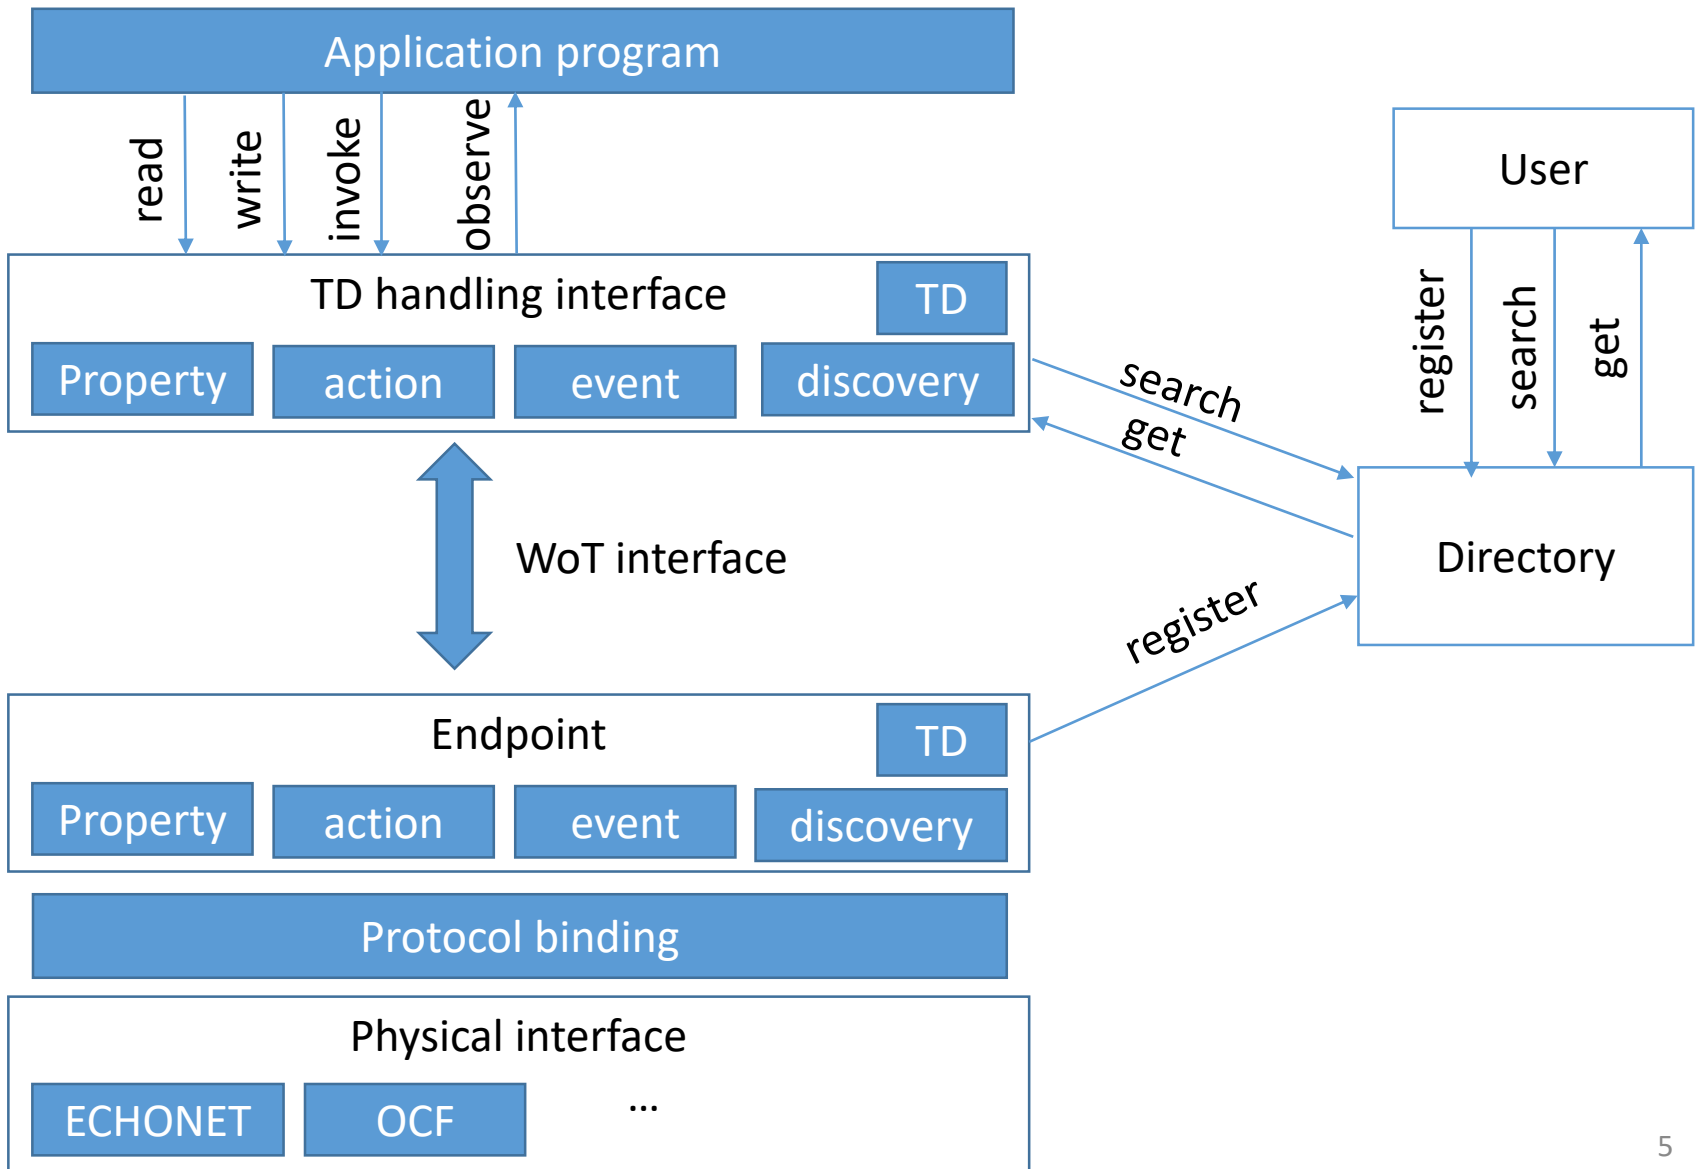 Application program
read
write
invoke
observe
User
register
search
get
TD handling interface
TD
Property
action
event
discovery
search
get
Directory
WoT interface
register
Endpoint
TD
Property
action
event
discovery
Protocol binding
Physical interface
ECHONET
OCF
...
5